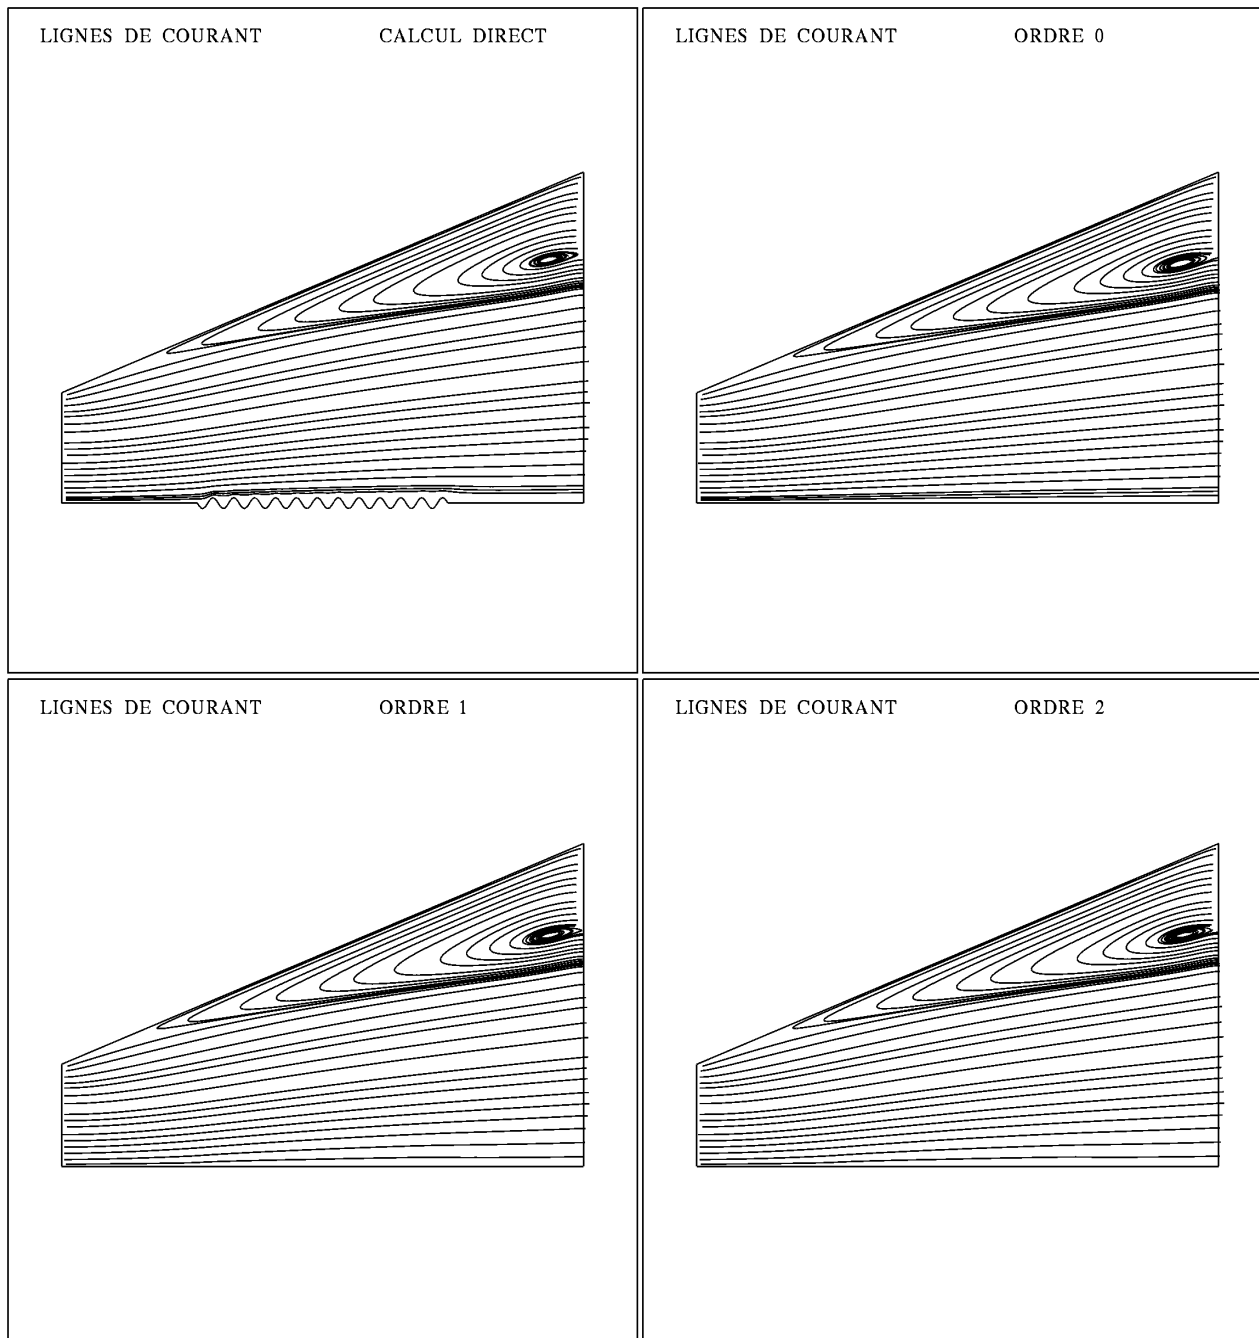 LIGNES DE COURANT CALCUL DIRECT
LIGNES DE COURANT ORDRE 0
LIGNES DE COURANT ORDRE 1
LIGNES DE COURANT ORDRE 2